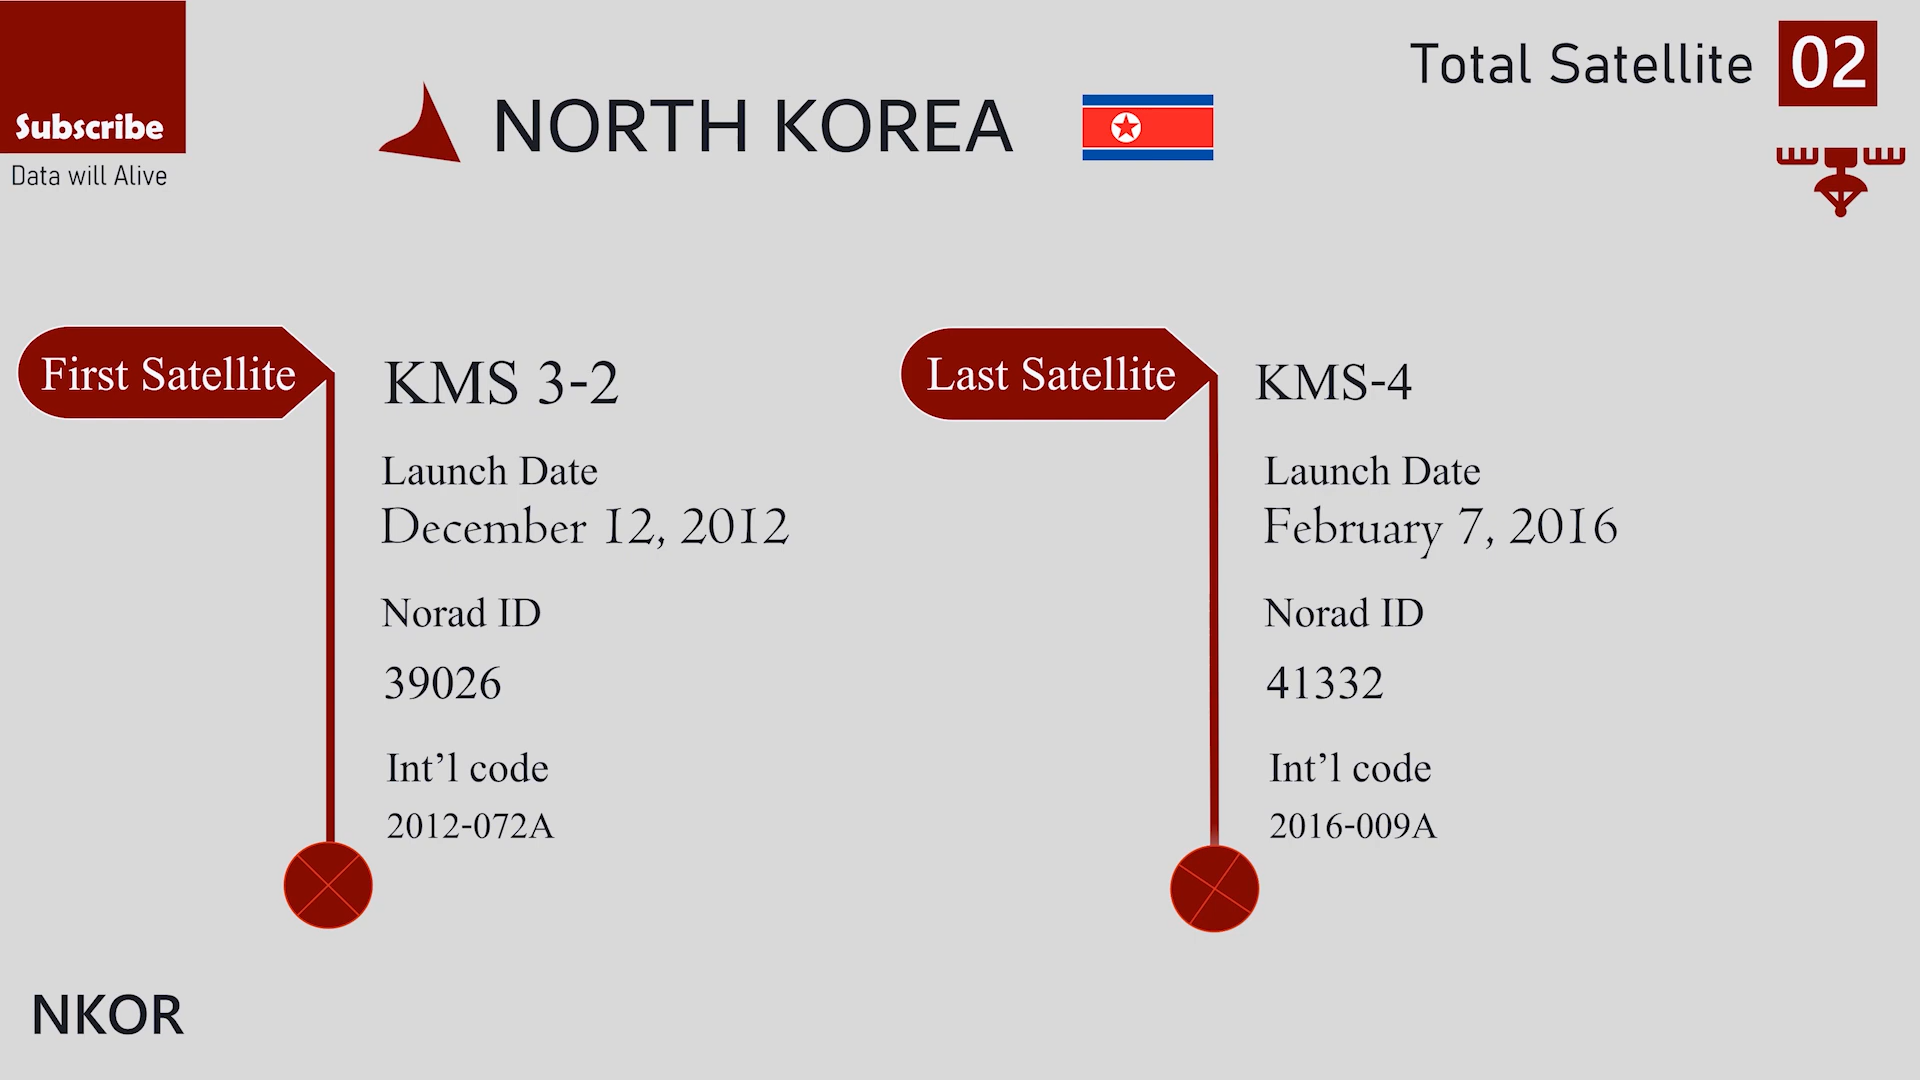 Subscribe
Data will Alive
NORTH KOREA
Total Satellite 02
First Satellite
KMS 3-2
Launch Date
December 12, 2012
Norad ID
39026
Int’l code
2012-072A
Last Satellite
KMS-4
Launch Date
February 7, 2016
Norad ID
41332
Int’l code
2016-009A
NKOR